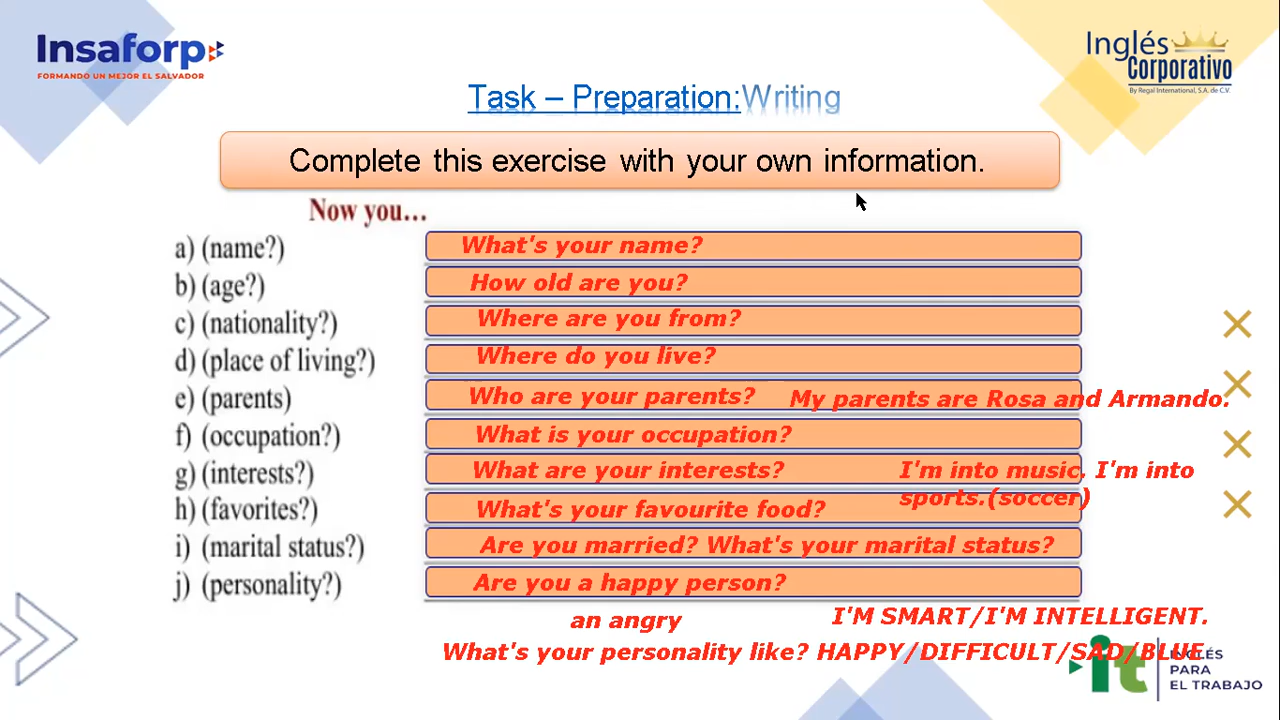 Insaforp
FORMANDO UN MEJOR EL SALVADOR
Inglés
Corporativo
By Regal International, S.A. de C.V.
Task – Preparation:Writing
Complete this exercise with your own information.
Now you...
a) (name?) What's your name?
b) (age?) How old are you?
c) (nationality?) Where are you from?
d) (place of living?) Where do you live?
e) (parents) Who are your parents? My parents are Rosa and Armando.
f) (occupation?) What is your occupation?
g) (interests?) What are your interests? I'm into music, I'm into
sports.(soccer)
h) (favorites?) What's your favourite food?
i) (marital status?) Are you married? What's your marital status?
j) (personality?) Are you a happy person?
an angry I'M SMART/I'M INTELLIGENT.
What's your personality like? HAPPY/DIFFICULT/SAD/BLUE
it INGLÉS
PARA
EL TRABAJO